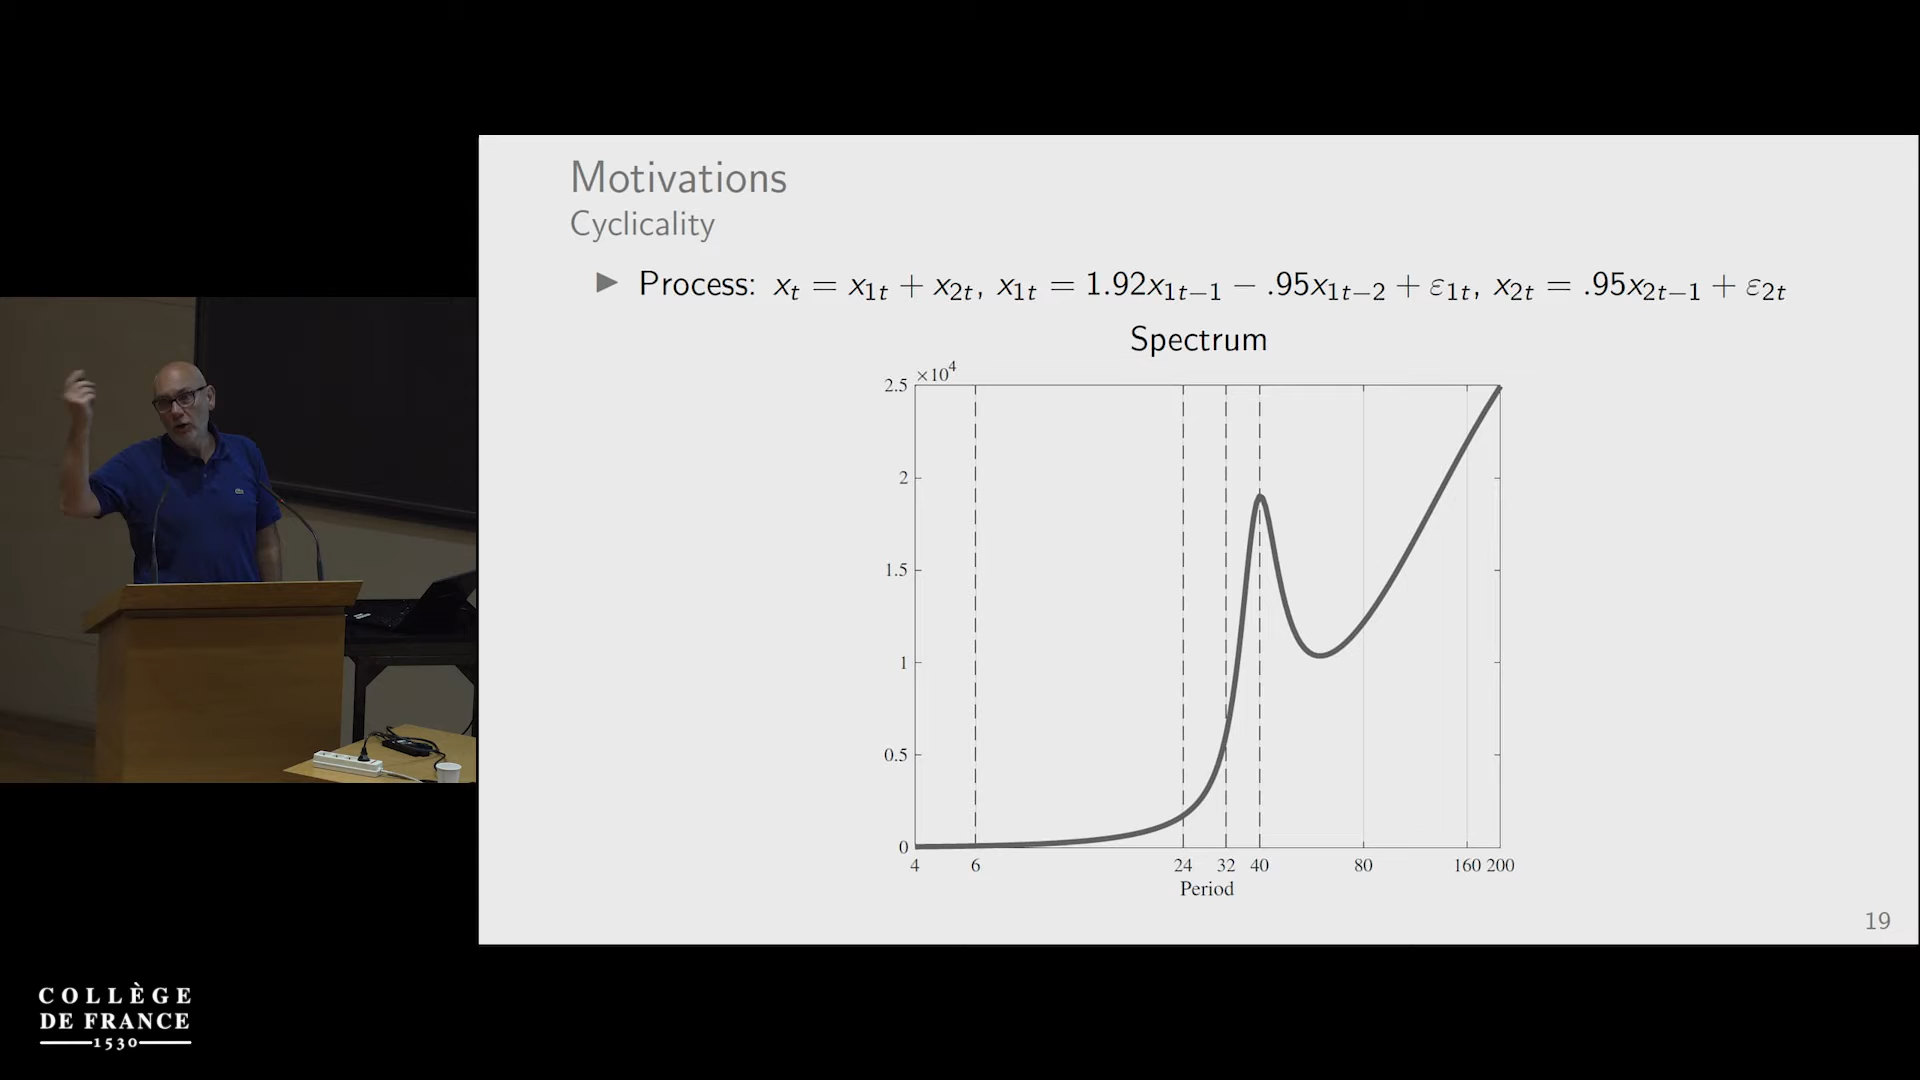 Motivations
Cyclicality
▶ Process: x_t = x_{1t} + x_{2t}, x_{1t} = 1.92x_{1t−1} − .95x_{1t−2} + ε_{1t}, x_{2t} = .95x_{2t−1} + ε_{2t}
Spectrum
×10^4
2.5
2
1.5
1
0.5
0
4 6 24 32 40 80 160 200
Period
19
COLLÈGE
DE FRANCE
1530